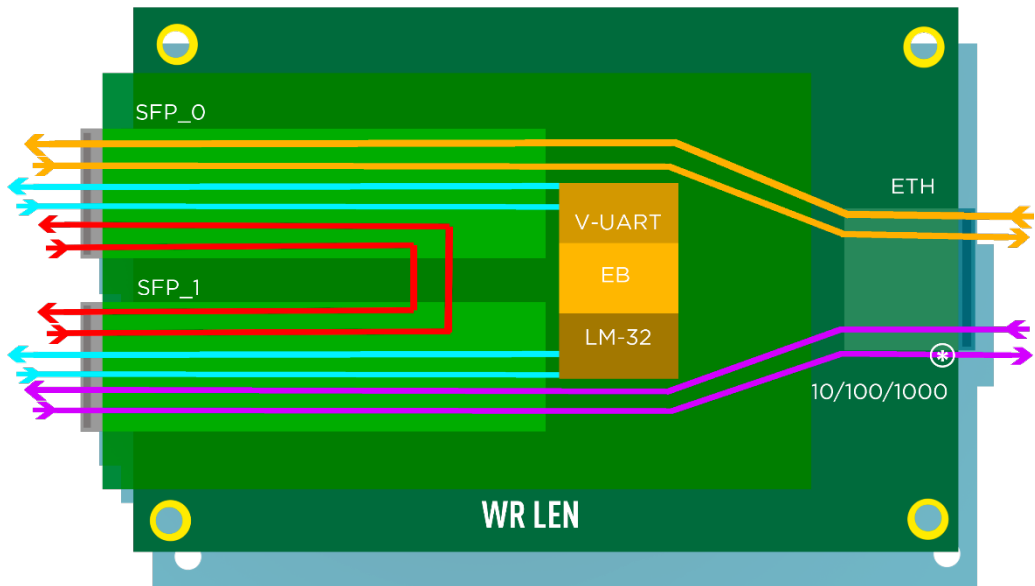 SFP_0
ETH
V-UART
EB
SFP_1
LM-32
*
10/100/1000
WR LEN